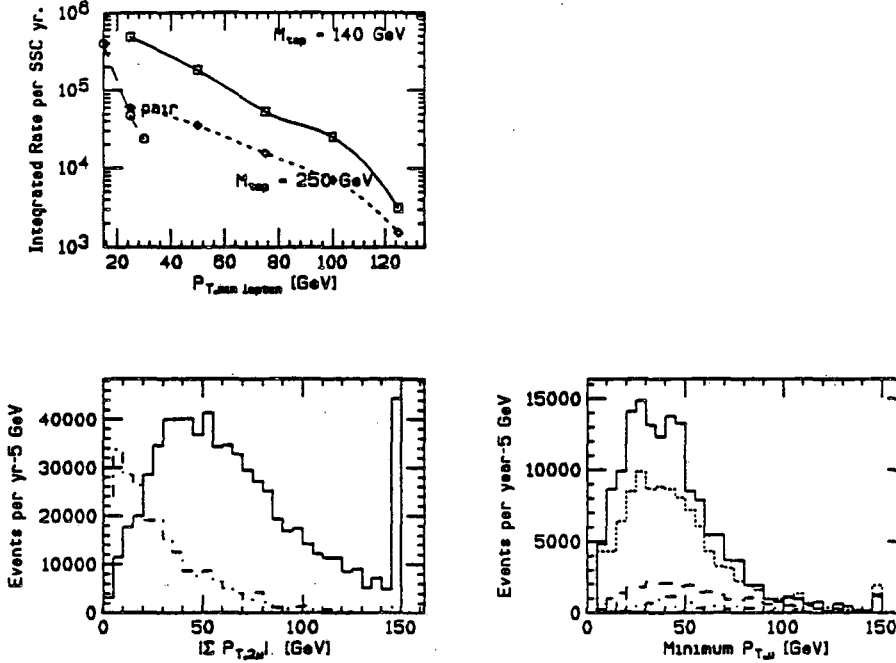 10⁶
10⁵
10⁴
10³
Integrated Rate per SSC yr.
M_top = 140 GeV
pair
M_top = 250 GeV
20 40 60 80 100 120
P_T,min lepton [GeV]
40000
30000
20000
10000
0
Events per yr-5 GeV
0 50 100 150
|Σ P_T,2μ|. [GeV]
15000
10000
5000
0
Events per year-5 GeV
0 50 100 150
Minimum P_T,μ [GeV]